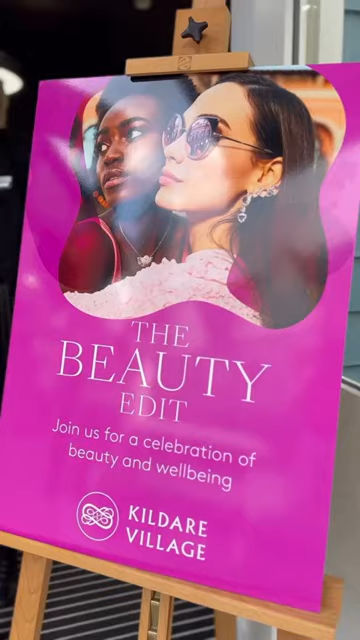 THE
BEAUTY
EDIT
Join us for a celebration of
beauty and wellbeing
KILDARE
VILLAGE